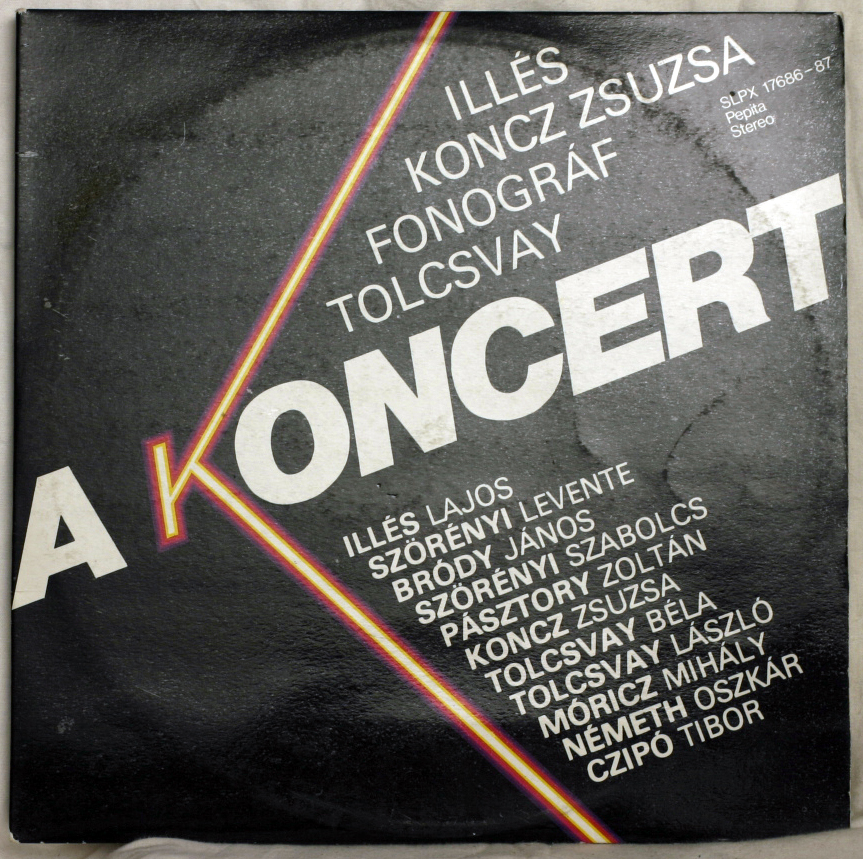 ILLÉS
KONCZ ZSUZSA
FONOGRÁF
TOLCSVAY
SLPX 17686-87
Pepita
Stereo
A KONCERT
ILLÉS LAJOS
SZÖRÉNYI LEVENTE
BRÓDY JÁNOS
SZÖRÉNYI SZABOLCS
PÁSZTORY ZOLTÁN
KONCZ ZSUZSA
TOLCSVAY BÉLA
TOLCSVAY LÁSZLÓ
MÓRICZ MIHÁLY
NÉMETH OSZKÁR
CZIPÓ TIBOR